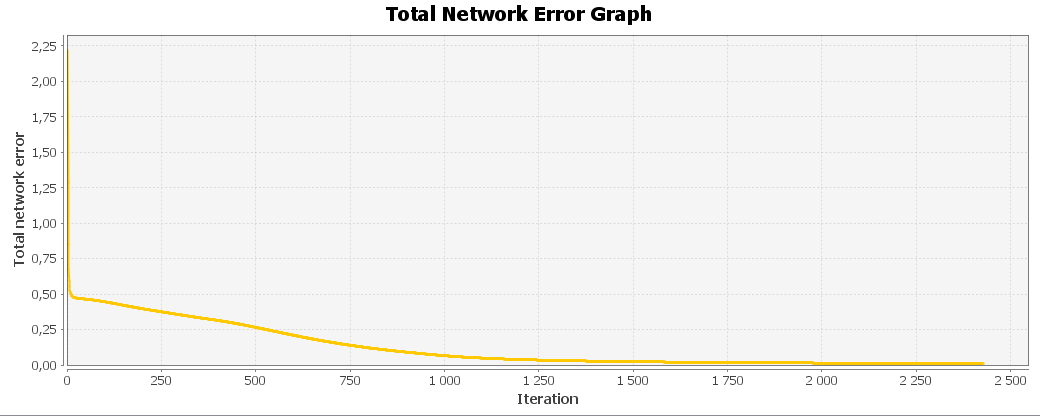 Total Network Error Graph
Total network error
2,25
2,00
1,75
1,50
1,25
1,00
0,75
0,50
0,25
0,00
0 250 500 750 1 000 1 250 1 500 1 750 2 000 2 250 2 500
Iteration